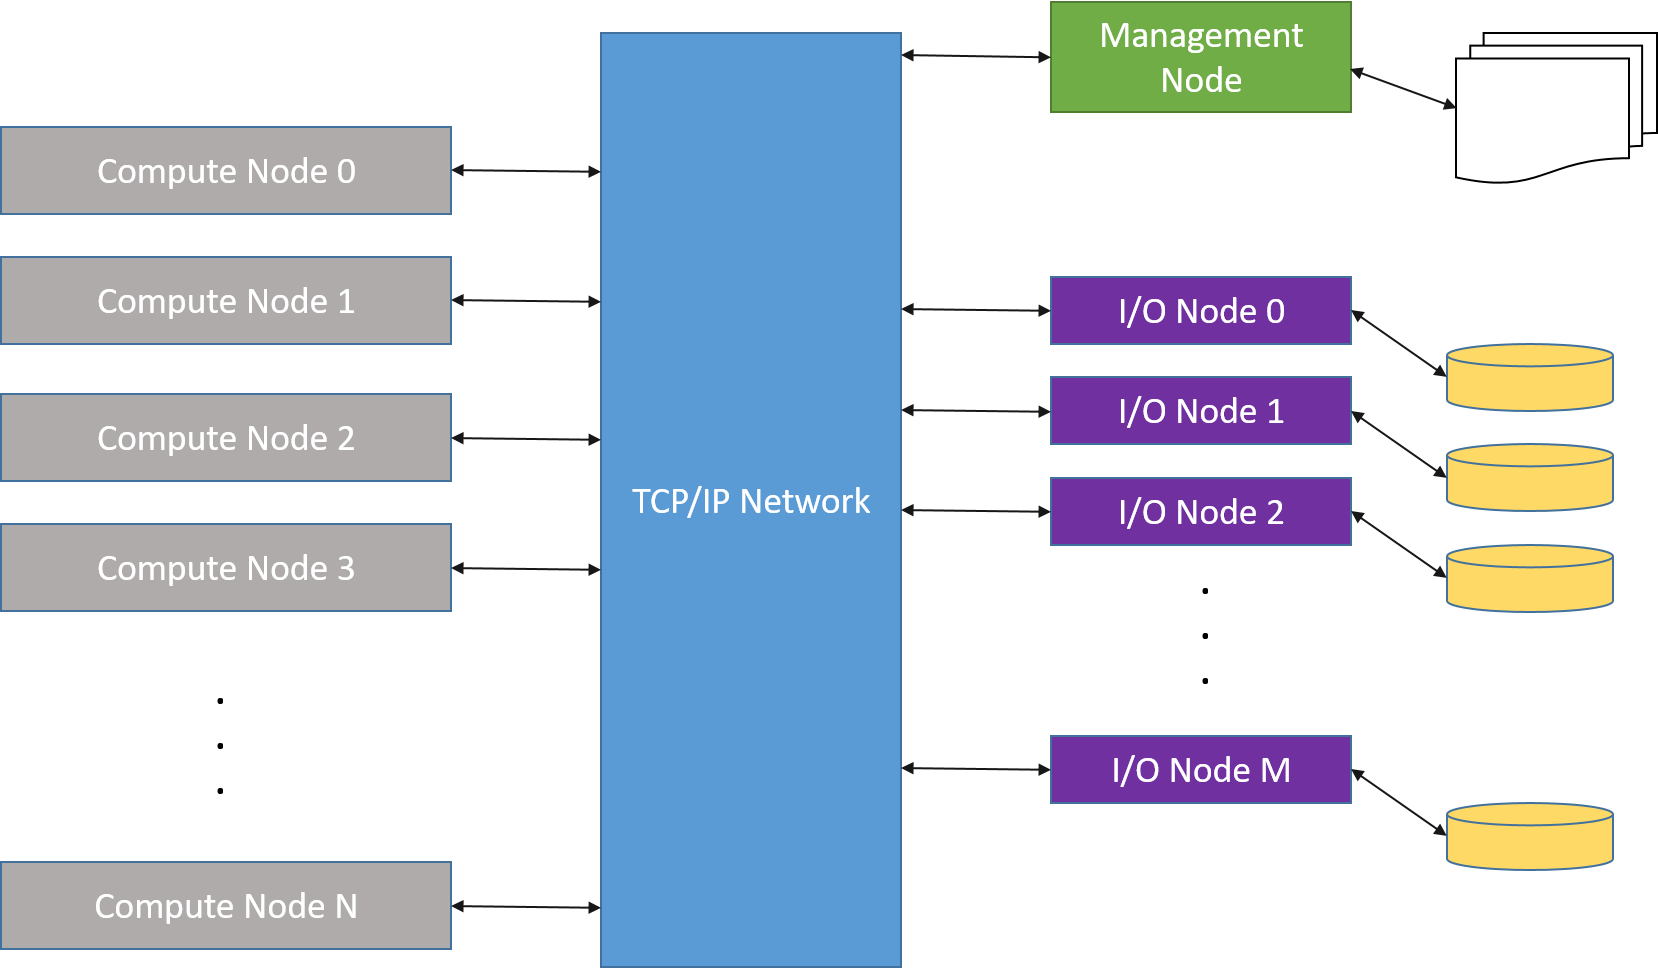 Management
Node
Compute Node 0
Compute Node 1
Compute Node 2
Compute Node 3
Compute Node N
TCP/IP Network
I/O Node 0
I/O Node 1
I/O Node 2
I/O Node M